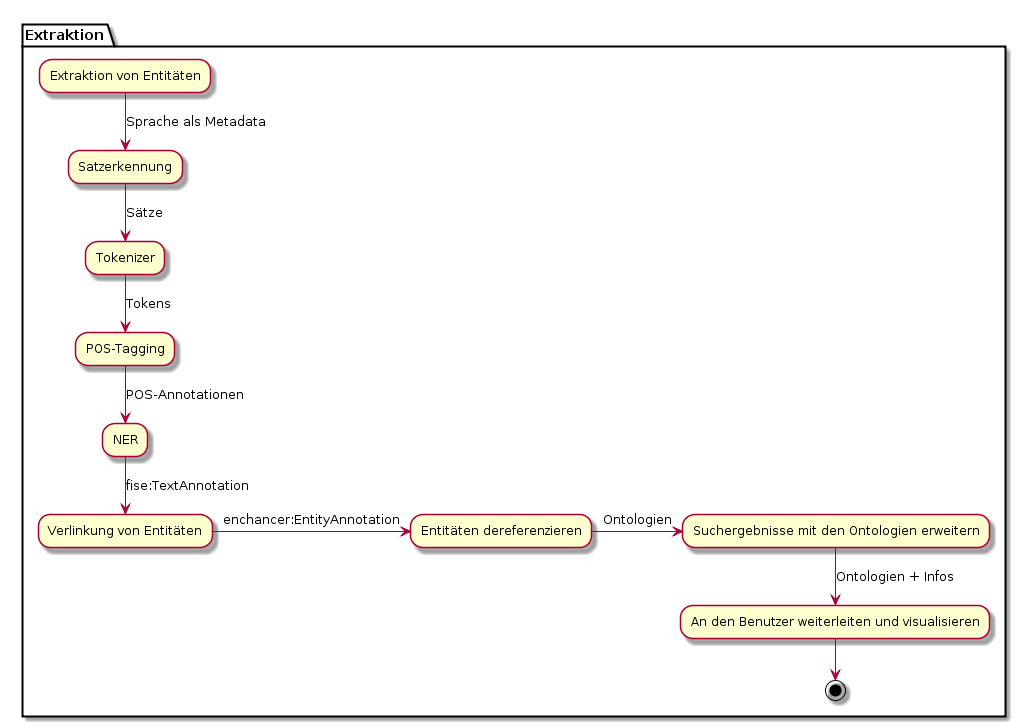 Extraktion
Extraktion von Entitäten
Sprache als Metadata
Satzerkennung
Sätze
Tokenizer
Tokens
POS-Tagging
POS-Annotationen
NER
fise:TextAnnotation
Verlinkung von Entitäten
enchancer:EntityAnnotation
Entitäten dereferenzieren
Ontologien
Suchergebnisse mit den Ontologien erweitern
Ontologien + Infos
An den Benutzer weiterleiten und visualisieren